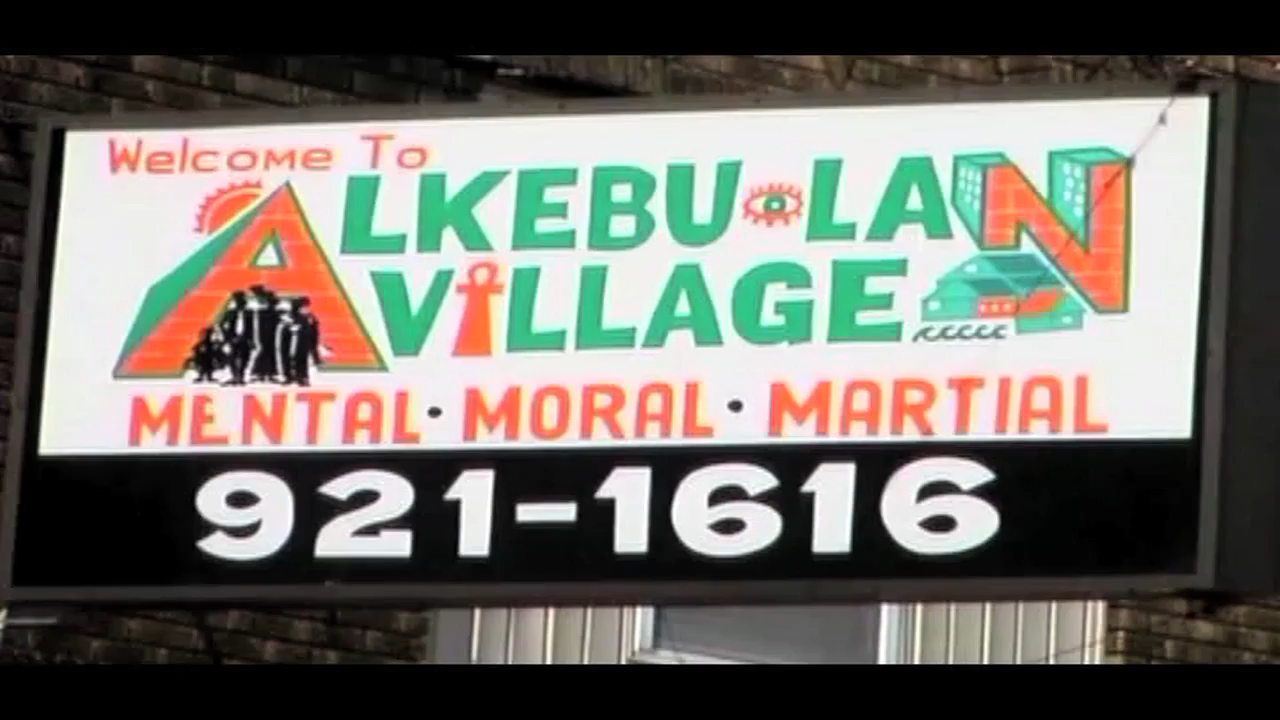 Welcome To
ALKEBU-LAN
VILLAGE
MENTAL · MORAL · MARTIAL
921-1616